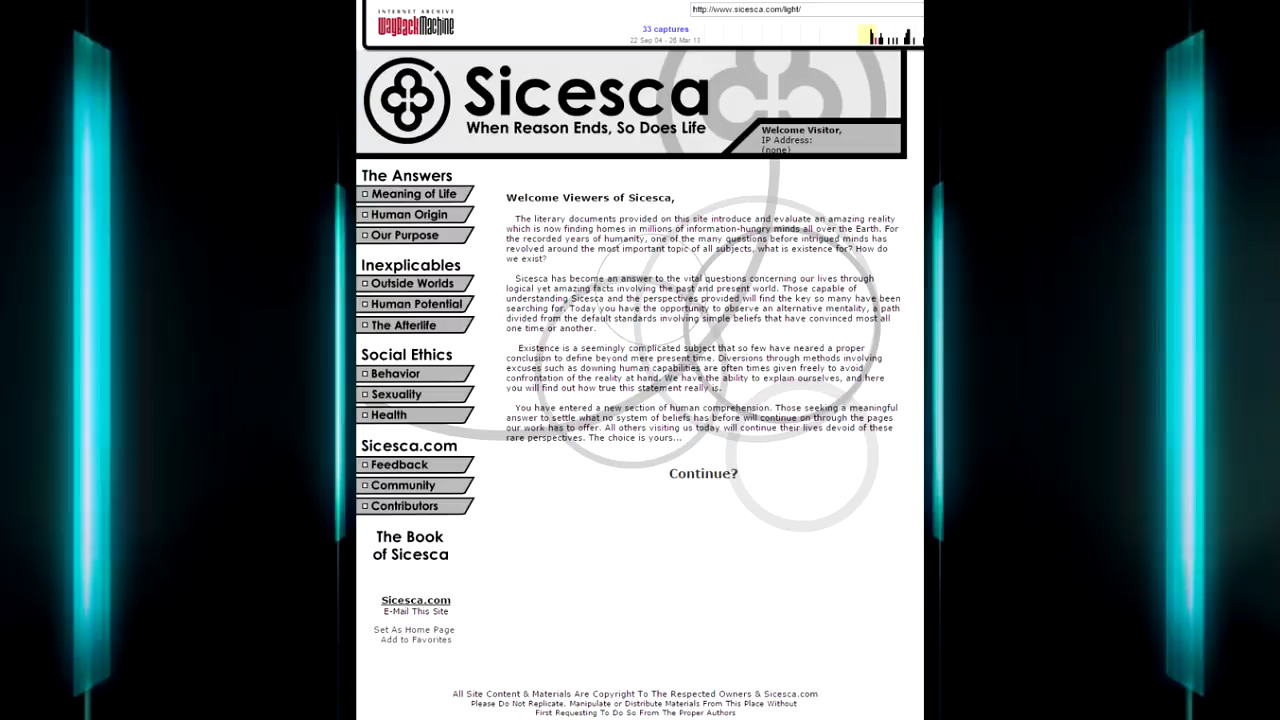 INTERNET ARCHIVE
WayBackMachine
http://www.sicesca.com/light/
33 captures
22 Sep 04 - 26 Mar 13
Sicesca
When Reason Ends, So Does Life
Welcome Visitor,
IP Address:
(none)
The Answers
Meaning of Life
Human Origin
Our Purpose
Inexplicables
Outside Worlds
Human Potential
The Afterlife
Social Ethics
Behavior
Sexuality
Health
Sicesca.com
Feedback
Community
Contributors
The Book
of Sicesca
Sicesca.com
E-Mail This Site
Set As Home Page
Add to Favorites
Welcome Viewers of Sicesca,
The literary documents provided on this site introduce and evaluate an amazing reality
which is now finding homes in millions of information-hungry minds all over the Earth. For
the recorded years of humanity, one of the many questions before intrigued minds has
revolved around the most important topic of all subjects, what is existence for? How do
we exist?
Sicesca has become an answer to the vital questions concerning our lives through
logical yet amazing facts involving the past and present world. Those capable of
understanding Sicesca and the perspectives provided will find the key so many have been
searching for. Today you have the opportunity to observe an alternative mentality, a path
divided from the default standards involving simple beliefs that have convinced most all
one time or another.
Existence is a seemingly complicated subject that so few have neared a proper
conclusion to define beyond mere present time. Diversions through methods involving
excuses such as downing human capabilities are often times given freely to avoid
confrontation of the reality at hand. We have the ability to explain ourselves, and here
you will find out how true this statement really is.
You have entered a new section of human comprehension. Those seeking a meaningful
answer to settle what no system of beliefs has before will continue on through the pages
our work has to offer. All others visiting us today will continue their lives devoid of these
rare perspectives. The choice is yours...
Continue?
All Site Content & Materials Are Copyright To The Respected Owners & Sicesca.com
Please Do Not Replicate, Manipulate or Distribute Materials From This Place Without
First Requesting To Do So From The Proper Authors